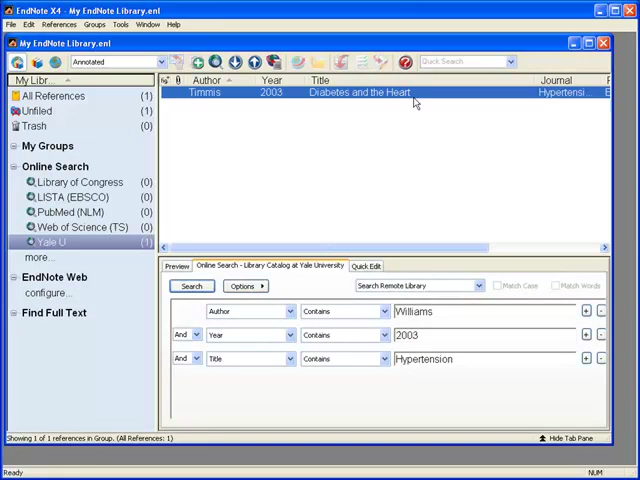 EndNote X4 - My EndNote Library.enl
File Edit References Groups Tools Window Help
My EndNote Library.enl
Annotated Quick Search
My Libr... Author Year Title Journal
All References (1) Timmis 2003 Diabetes and the Heart Hypertensi...
Unfiled (1)
Trash (0)
My Groups
Online Search
Library of Congress (0)
LISTA (EBSCO) (0)
PubMed (NLM) (0)
Web of Science (TS) (0)
Yale U (1)
more...
EndNote Web
configure...
Find Full Text
Preview Online Search - Library Catalog at Yale University Quick Edit
Search Options Search Remote Library Match Case Match Words
Author Contains Williams
And Year Contains 2003
And Title Contains Hypertension
Showing 1 of 1 references in Group. (All References: 1) Hide Tab Pane
Ready NUM